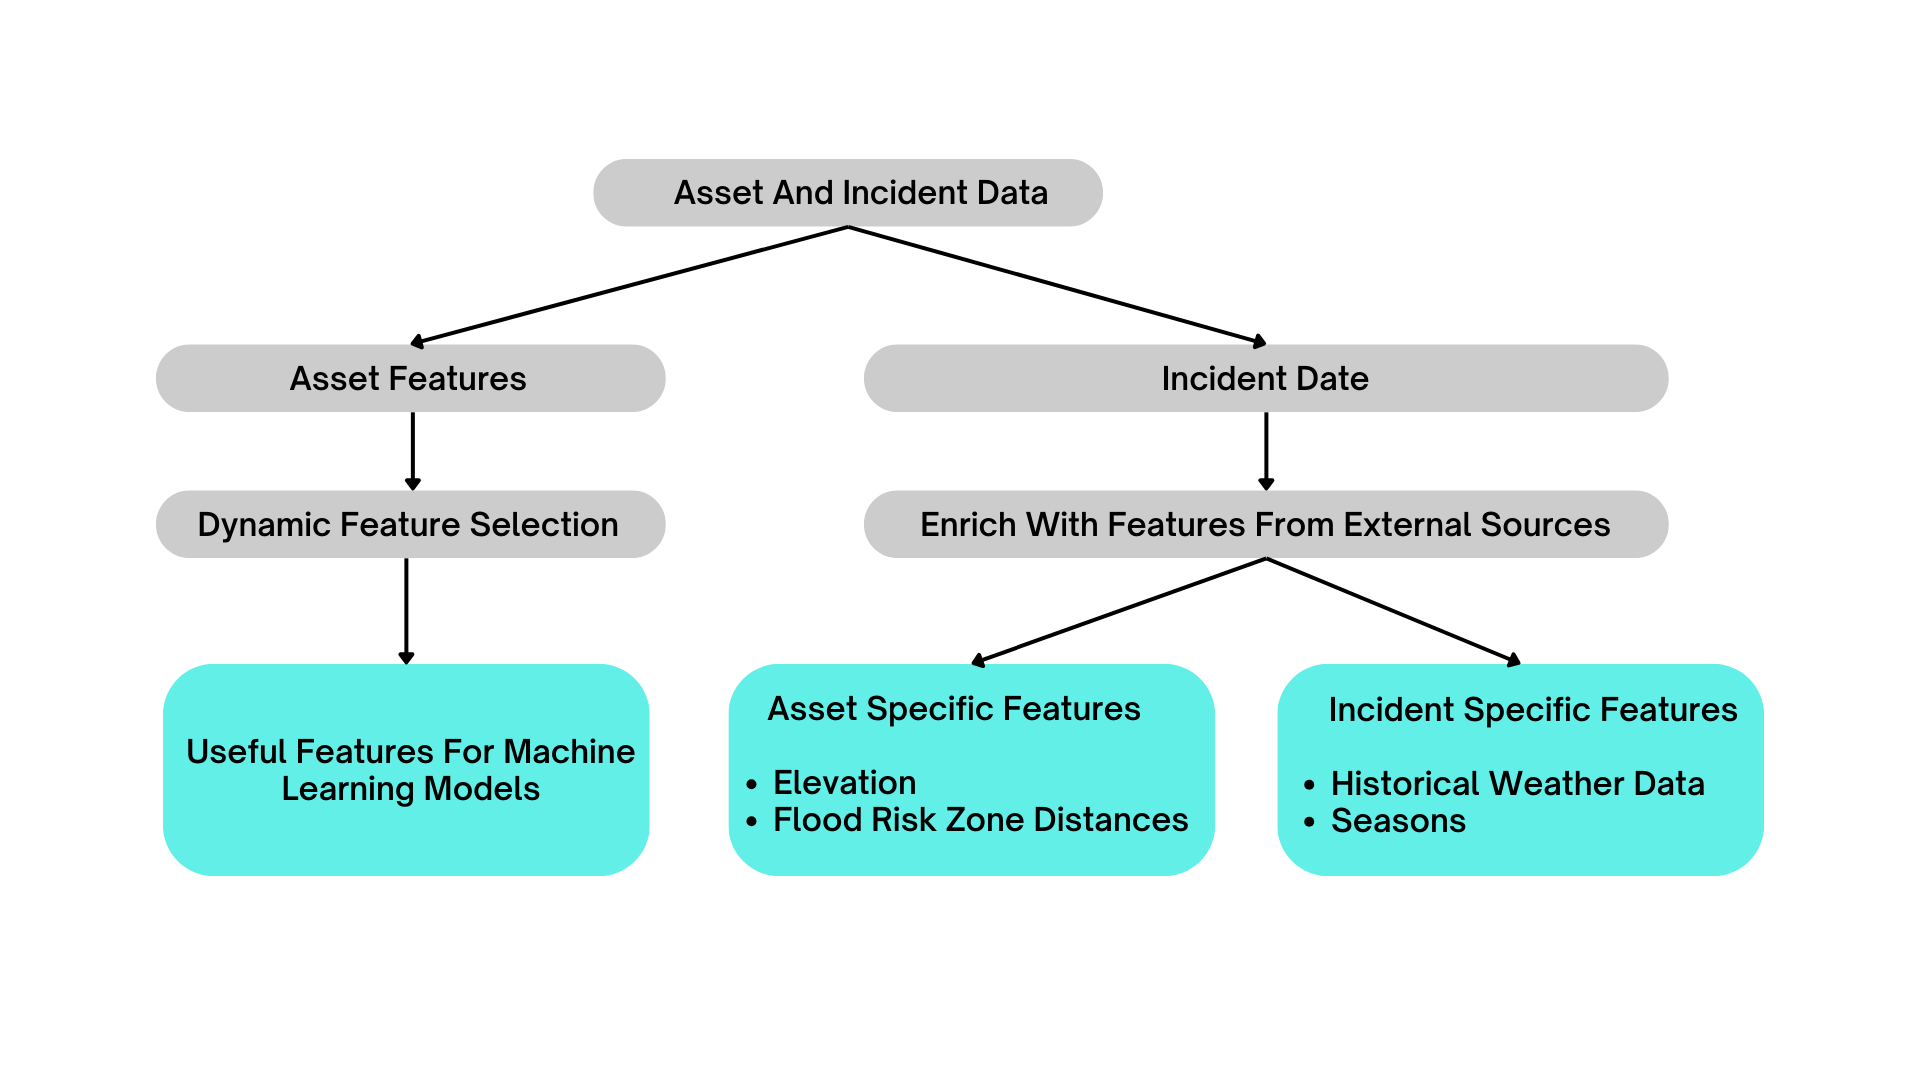 Asset And Incident Data
Asset Features
Incident Date
Dynamic Feature Selection
Enrich With Features From External Sources
Useful Features For Machine
Learning Models
Asset Specific Features
• Elevation
• Flood Risk Zone Distances
Incident Specific Features
• Historical Weather Data
• Seasons